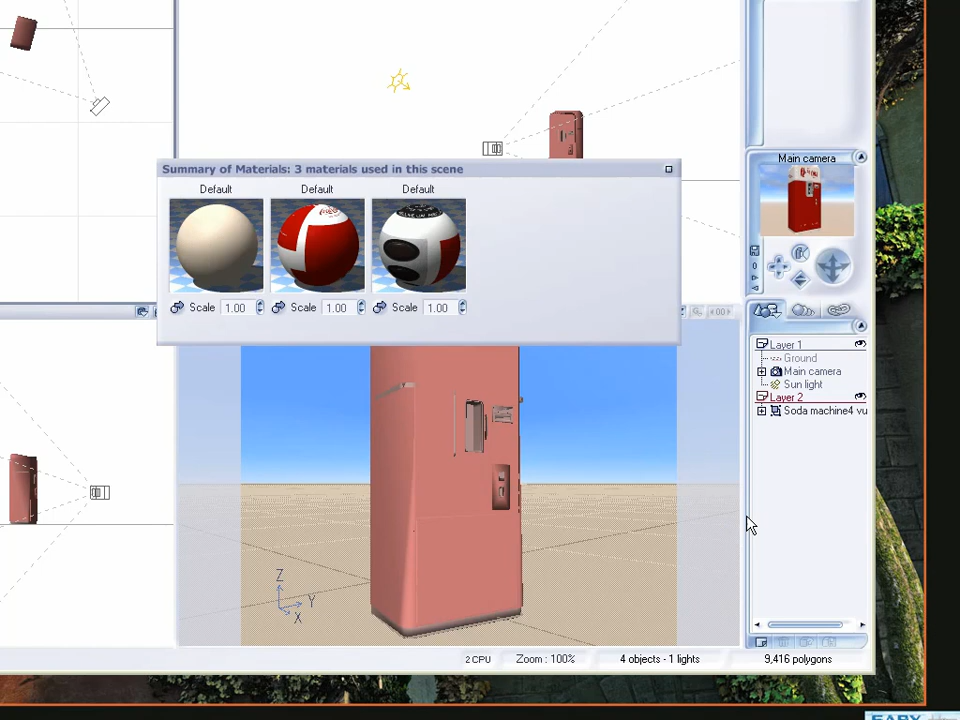 Main camera
Summary of Materials: 3 materials used in this scene
Default
Default
Default
Scale 1.00
Scale 1.00
Scale 1.00
0
Layer 1
Ground
Main camera
Sun light
Layer 2
Soda machine4 vu
Z
Y
X
2 CPU
Zoom : 100%
4 objects - 1 lights
9,416 polygons